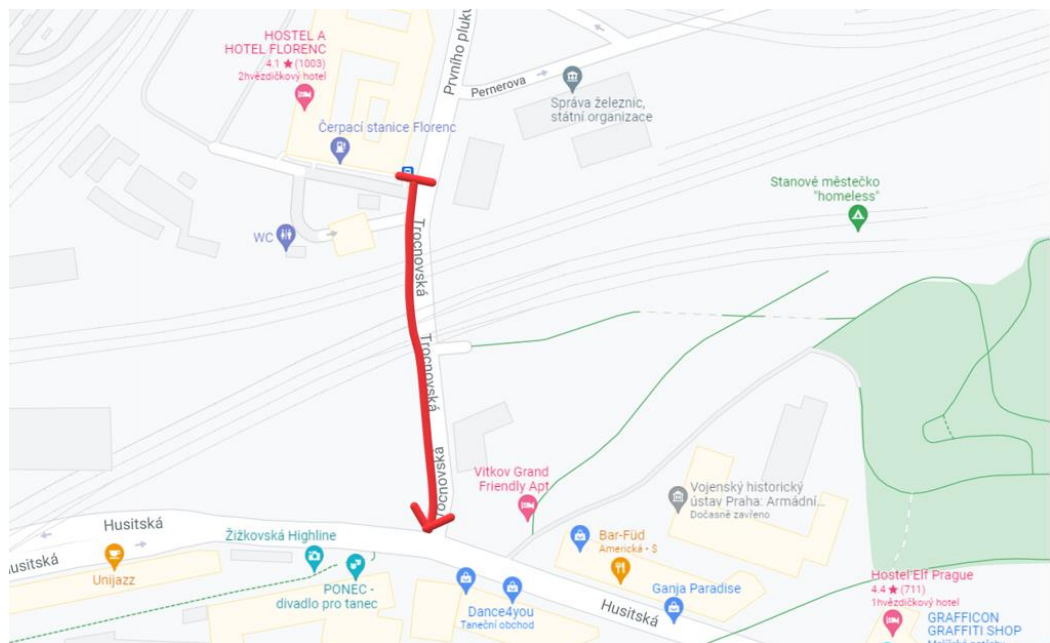 HOSTEL A
HOTEL FLORENC
4.1 ★ (1003)
2hvězdičkový hotel
Prvního pluku
Pernerova
Správa železnic,
státní organizace
Čerpací stanice Florenc
Stanové městečko
"homeless"
WC
Trocnovská
Trocnovská
rocnovská
Vitkov Grand
Friendly Apt
Vojenský historický
ústav Praha: Armádní...
Dočasně zavřeno
Husitská
Žižkovská Highline
Bar-Füd
Americká • $
Husitská
Unijazz
PONEC -
divadlo pro tanec
Dance4you
Taneční obchod
Ganja Paradise
Husitská
Hostel Elf Prague
4.4 ★ (711)
1hvězdičkový hotel
GRAFFICON
GRAFFITI SHOP